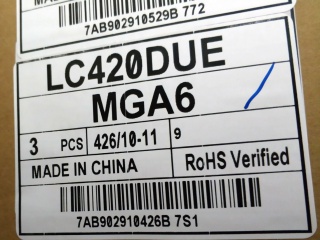 7AB902910529B 772
LC420DUE
MGA6
3 PCS 426/10-11 9
MADE IN CHINA RoHS Verified
7AB902910426B 7S1